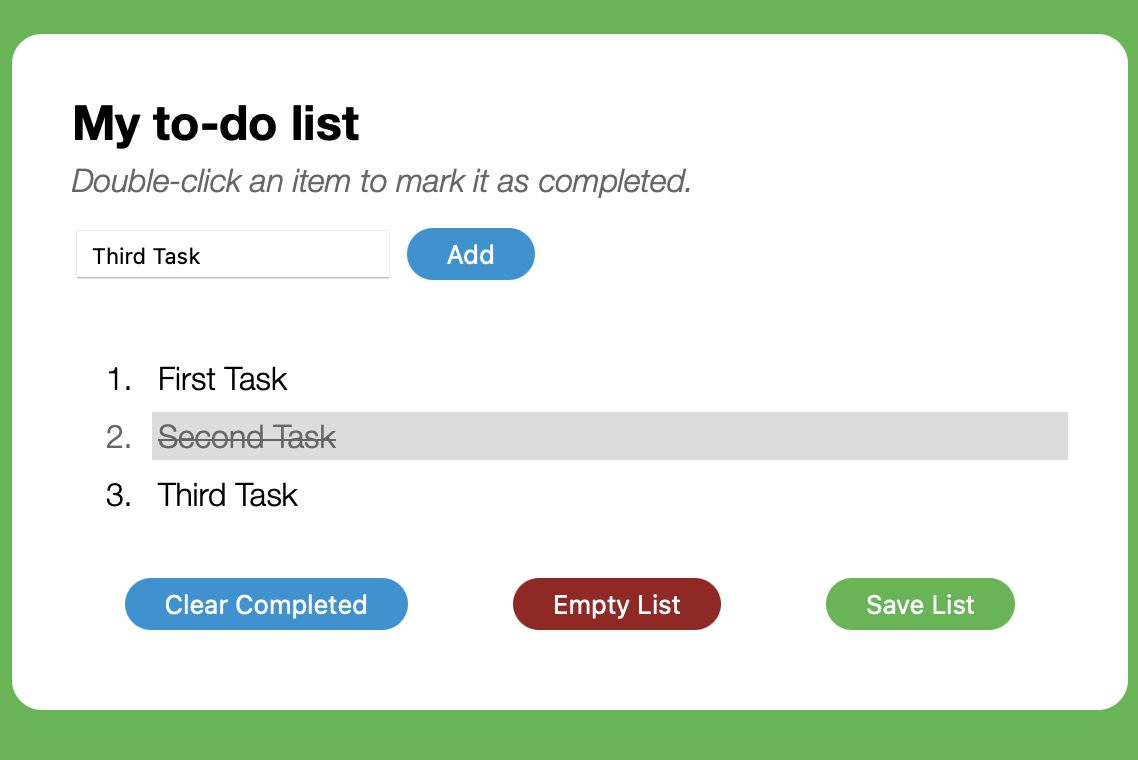 My to-do list
Double-click an item to mark it as completed.
Third Task
Add
1. First Task
2. Second Task
3. Third Task
Clear Completed
Empty List
Save List